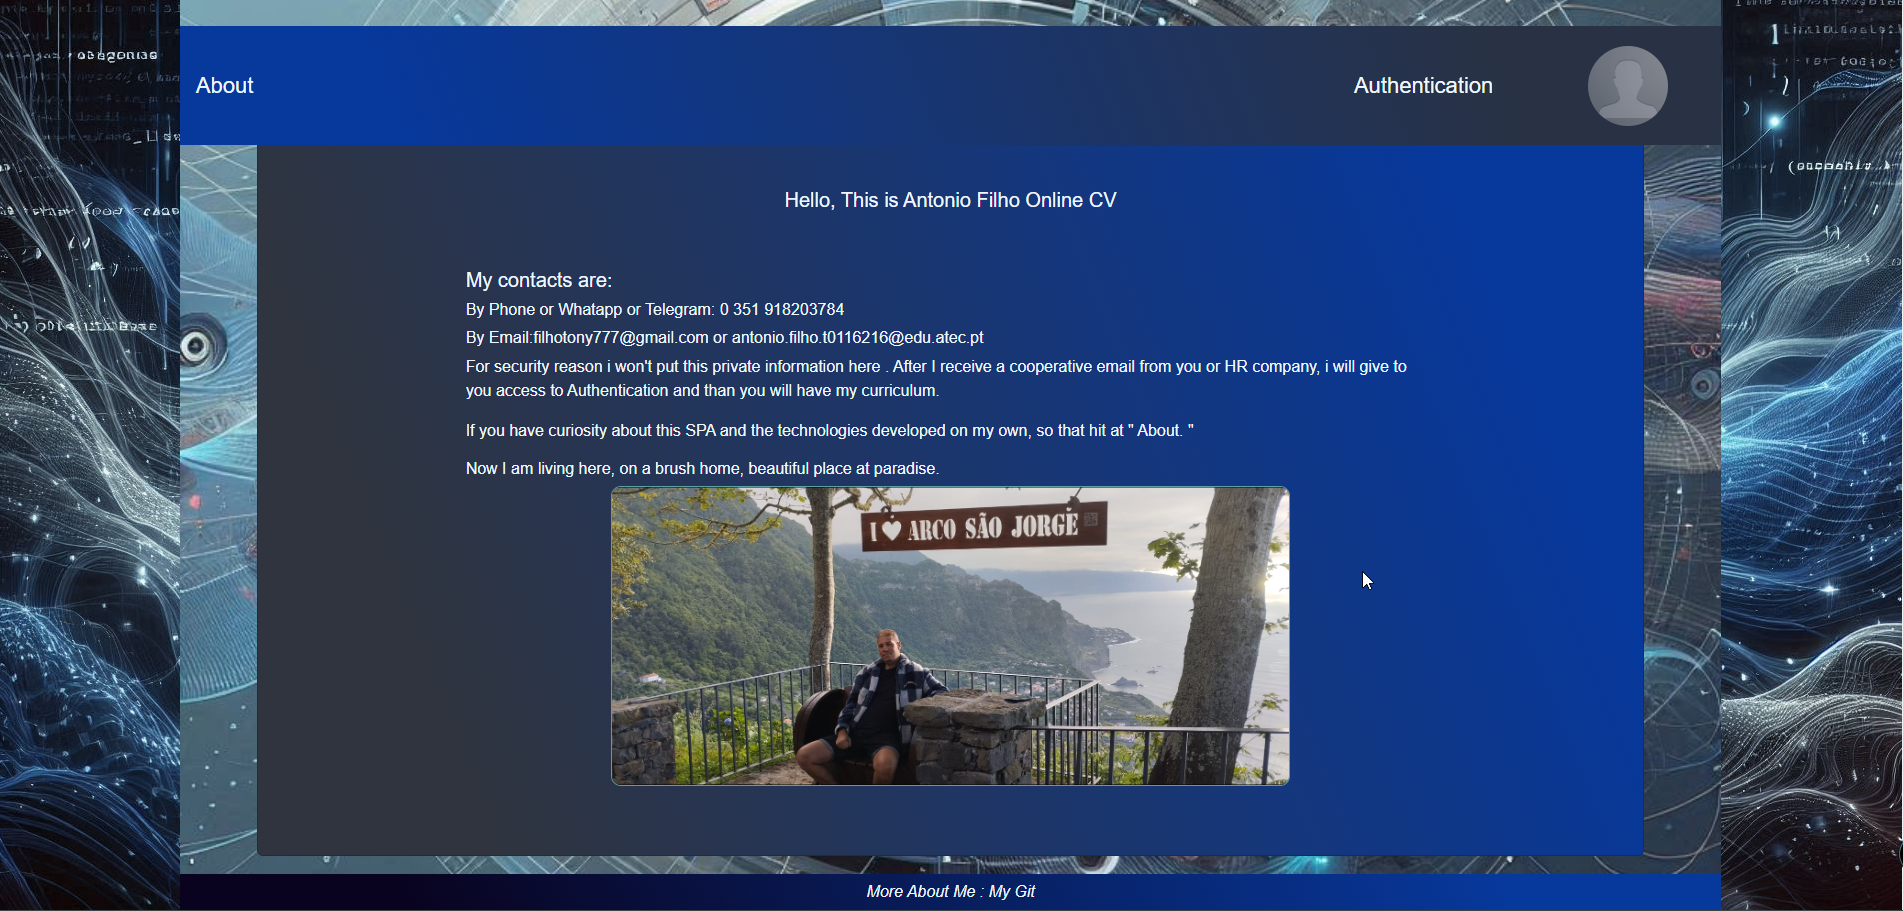 About
Authentication
Hello, This is Antonio Filho Online CV
My contacts are:
By Phone or Whatapp or Telegram: 0 351 918203784
By Email:filhotony777@gmail.com or antonio.filho.t0116216@edu.atec.pt
For security reason i won't put this private information here . After I receive a cooperative email from you or HR company, i will give to
you access to Authentication and than you will have my curriculum.
If you have curiosity about this SPA and the technologies developed on my own, so that hit at " About. "
Now I am living here, on a brush home, beautiful place at paradise.
I ♥ ARCO SÃO JORGE
More About Me : My Git